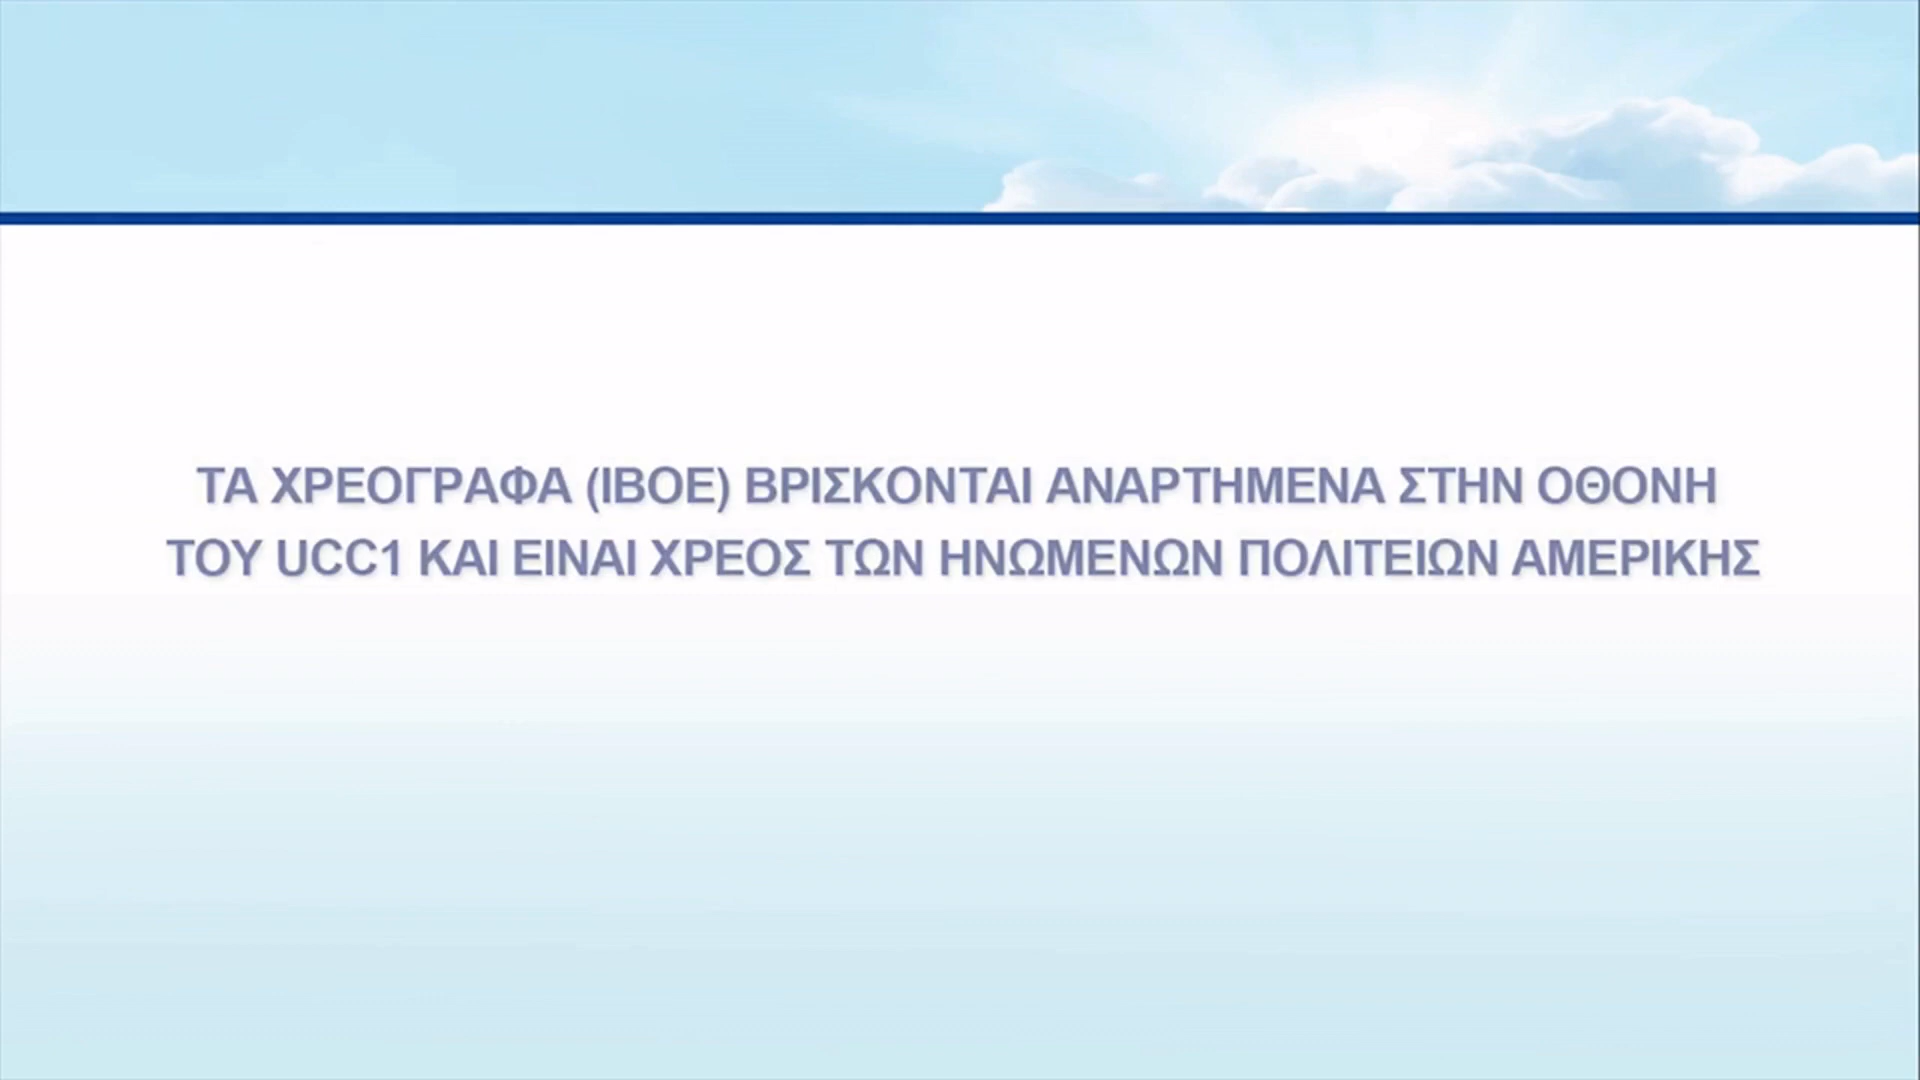 ΤΑ ΧΡΕΟΓΡΑΦΑ (IBOE) ΒΡΙΣΚΟΝΤΑΙ ΑΝΑΡΤΗΜΕΝΑ ΣΤΗΝ ΟΘΟΝΗ
ΤΟΥ UCC1 ΚΑΙ ΕΙΝΑΙ ΧΡΕΟΣ ΤΩΝ ΗΝΩΜΕΝΩΝ ΠΟΛΙΤΕΙΩΝ ΑΜΕΡΙΚΗΣ